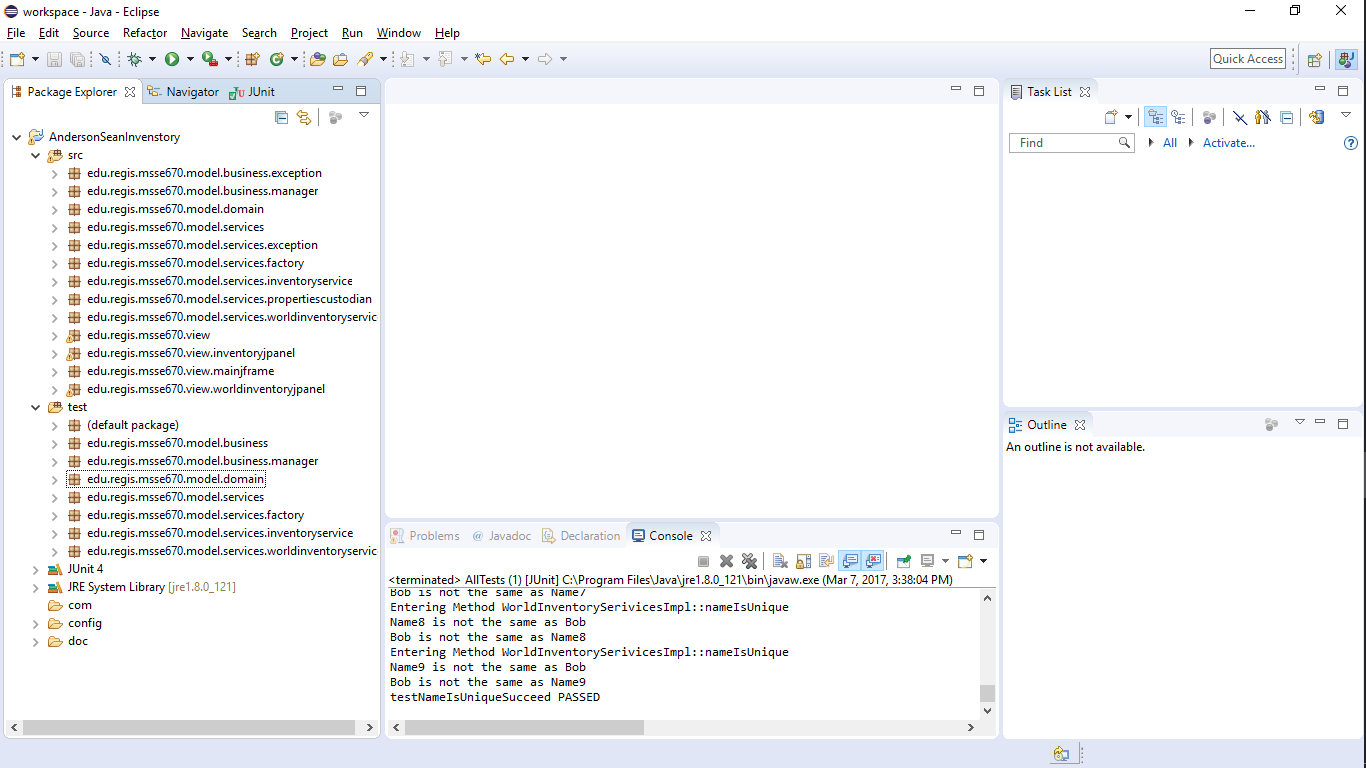 workspace - Java - Eclipse
File Edit Source Refactor Navigate Search Project Run Window Help
Quick Access
Package Explorer Navigator JUnit
AndersonSeanInvenstory
src
edu.regis.msse670.model.business.exception
edu.regis.msse670.model.business.manager
edu.regis.msse670.model.domain
edu.regis.msse670.model.services
edu.regis.msse670.model.services.exception
edu.regis.msse670.model.services.factory
edu.regis.msse670.model.services.inventoryservice
edu.regis.msse670.model.services.propertiescustodian
edu.regis.msse670.model.services.worldinventoryservic
edu.regis.msse670.view
edu.regis.msse670.view.inventoryjpanel
edu.regis.msse670.view.mainjframe
edu.regis.msse670.view.worldinventoryjpanel
test
(default package)
edu.regis.msse670.model.business
edu.regis.msse670.model.business.manager
edu.regis.msse670.model.domain
edu.regis.msse670.model.services
edu.regis.msse670.model.services.factory
edu.regis.msse670.model.services.inventoryservice
edu.regis.msse670.model.services.worldinventoryservic
JUnit 4
JRE System Library [jre1.8.0_121]
com
config
doc
Problems @ Javadoc Declaration Console
<terminated> AllTests (1) [JUnit] C:\Program Files\Java\jre1.8.0_121\bin\javaw.exe (Mar 7, 2017, 3:38:04 PM)
Bob is not the same as Name7
Entering Method WorldInventorySerivicesImpl::nameIsUnique
Name8 is not the same as Bob
Bob is not the same as Name8
Entering Method WorldInventorySerivicesImpl::nameIsUnique
Name9 is not the same as Bob
Bob is not the same as Name9
testNameIsUniqueSucceed PASSED
Task List
Find All Activate...
Outline
An outline is not available.